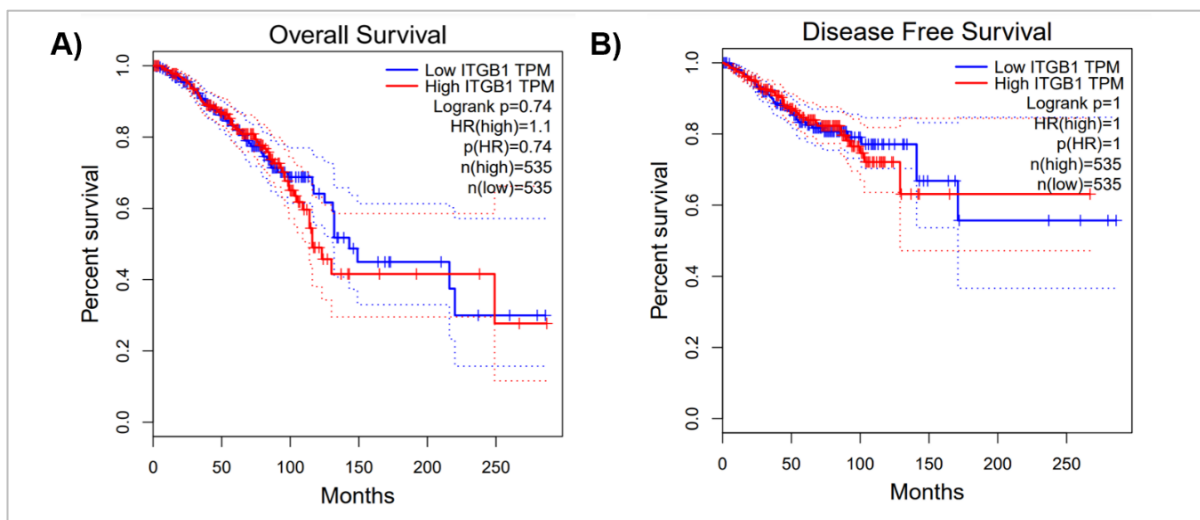 A)
Overall Survival
Low ITGB1 TPM
High ITGB1 TPM
Logrank p=0.74
HR(high)=1.1
p(HR)=0.74
n(high)=535
n(low)=535
Percent survival
1.0
0.8
0.6
0.4
0.2
0.0
0 50 100 150 200 250
Months
B)
Disease Free Survival
Low ITGB1 TPM
High ITGB1 TPM
Logrank p=1
HR(high)=1
p(HR)=1
n(high)=535
n(low)=535
Percent survival
1.0
0.8
0.6
0.4
0.2
0.0
0 50 100 150 200 250
Months